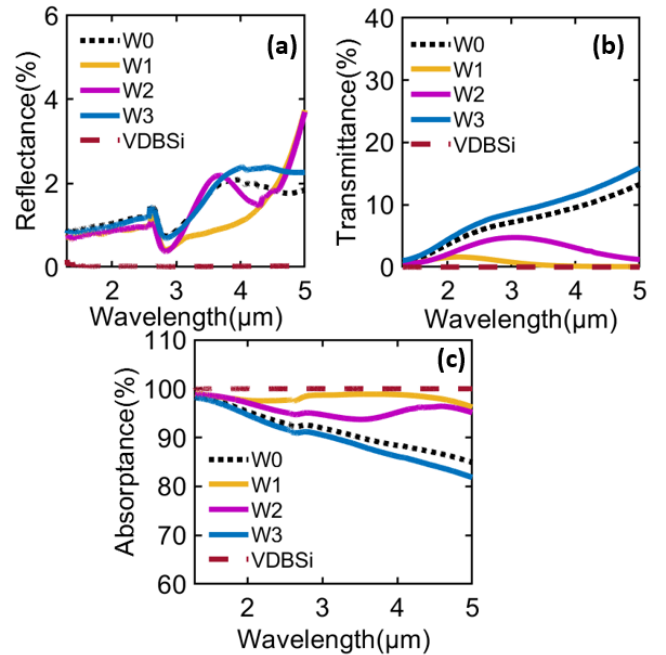 (a)
Reflectance(%)
6
4
2
0
W0
W1
W2
W3
VDBSi
2 3 4 5
Wavelength(µm)
(b)
Transmittance(%)
40
30
20
10
0
W0
W1
W2
W3
VDBSi
2 3 4 5
Wavelength(µm)
(c)
Absorptance(%)
110
100
90
80
70
60
W0
W1
W2
W3
VDBSi
2 3 4 5
Wavelength(µm)